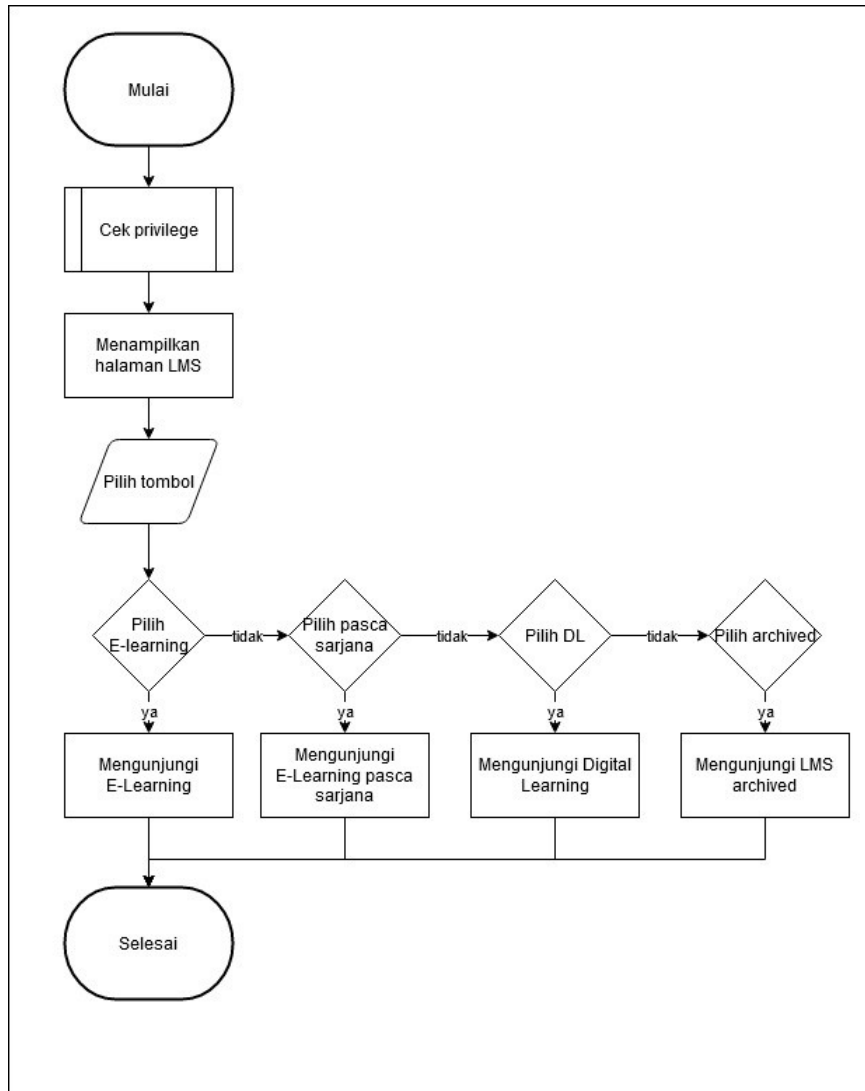 Mulai
Cek privilege
Menampilkan
halaman LMS
Pilih tombol
Pilih
E-learning
tidak
Pilih pasca
sarjana
tidak
Pilih DL
tidak
Pilih archived
ya
ya
ya
ya
Mengunjungi
E-Learning
Mengunjungi
E-Learning pasca
sarjana
Mengunjungi Digital
Learning
Mengunjungi LMS
archived
Selesai